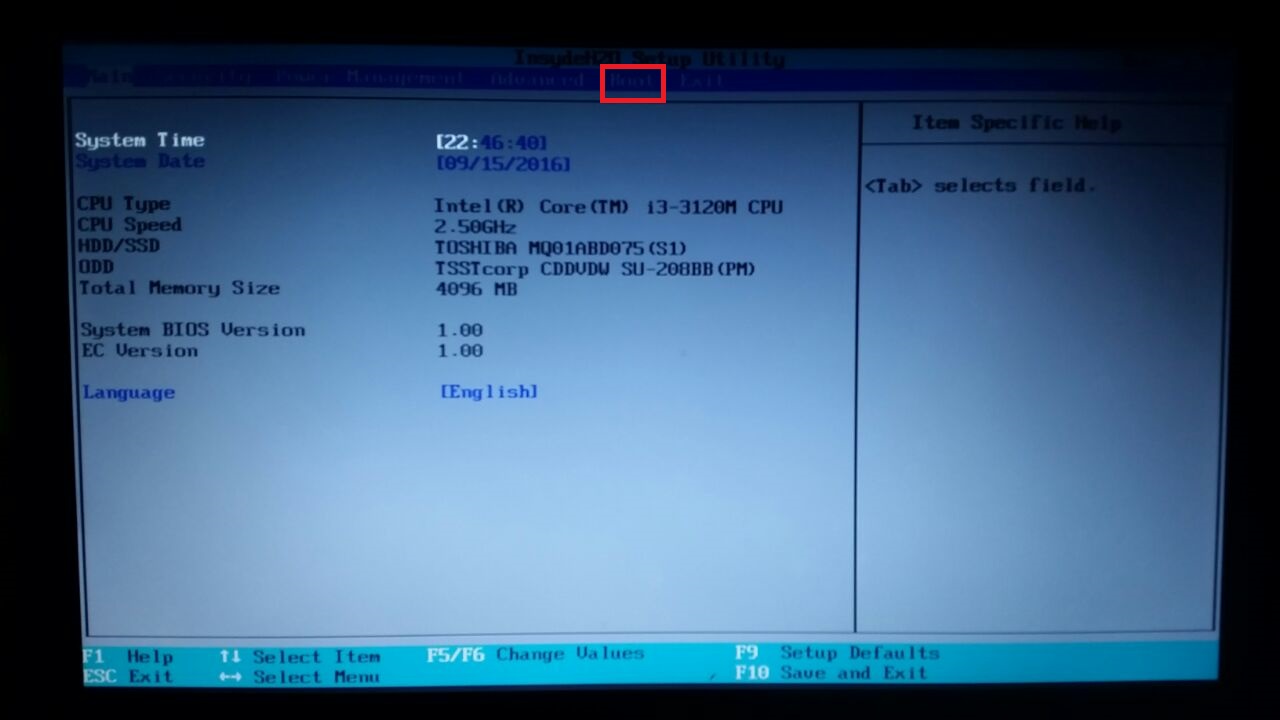 InsydeH20 Setup Utility
Main Security Power Management Advanced Boot Exit
Item Specific Help
System Time [22:46:40]
System Date [09/15/2016]
<Tab> selects field.
CPU Type Intel(R) Core(TM) i3-3120M CPU
CPU Speed 2.50GHz
HDD/SSD TOSHIBA MQ01ABD075(S1)
ODD TSSTcorp CDDVDW SU-208BB(PM)
Total Memory Size 4096 MB
System BIOS Version 1.00
EC Version 1.00
Language [English]
F1 Help ↑↓ Select Item F5/F6 Change Values F9 Setup Defaults
ESC Exit ↔ Select Menu F10 Save and Exit